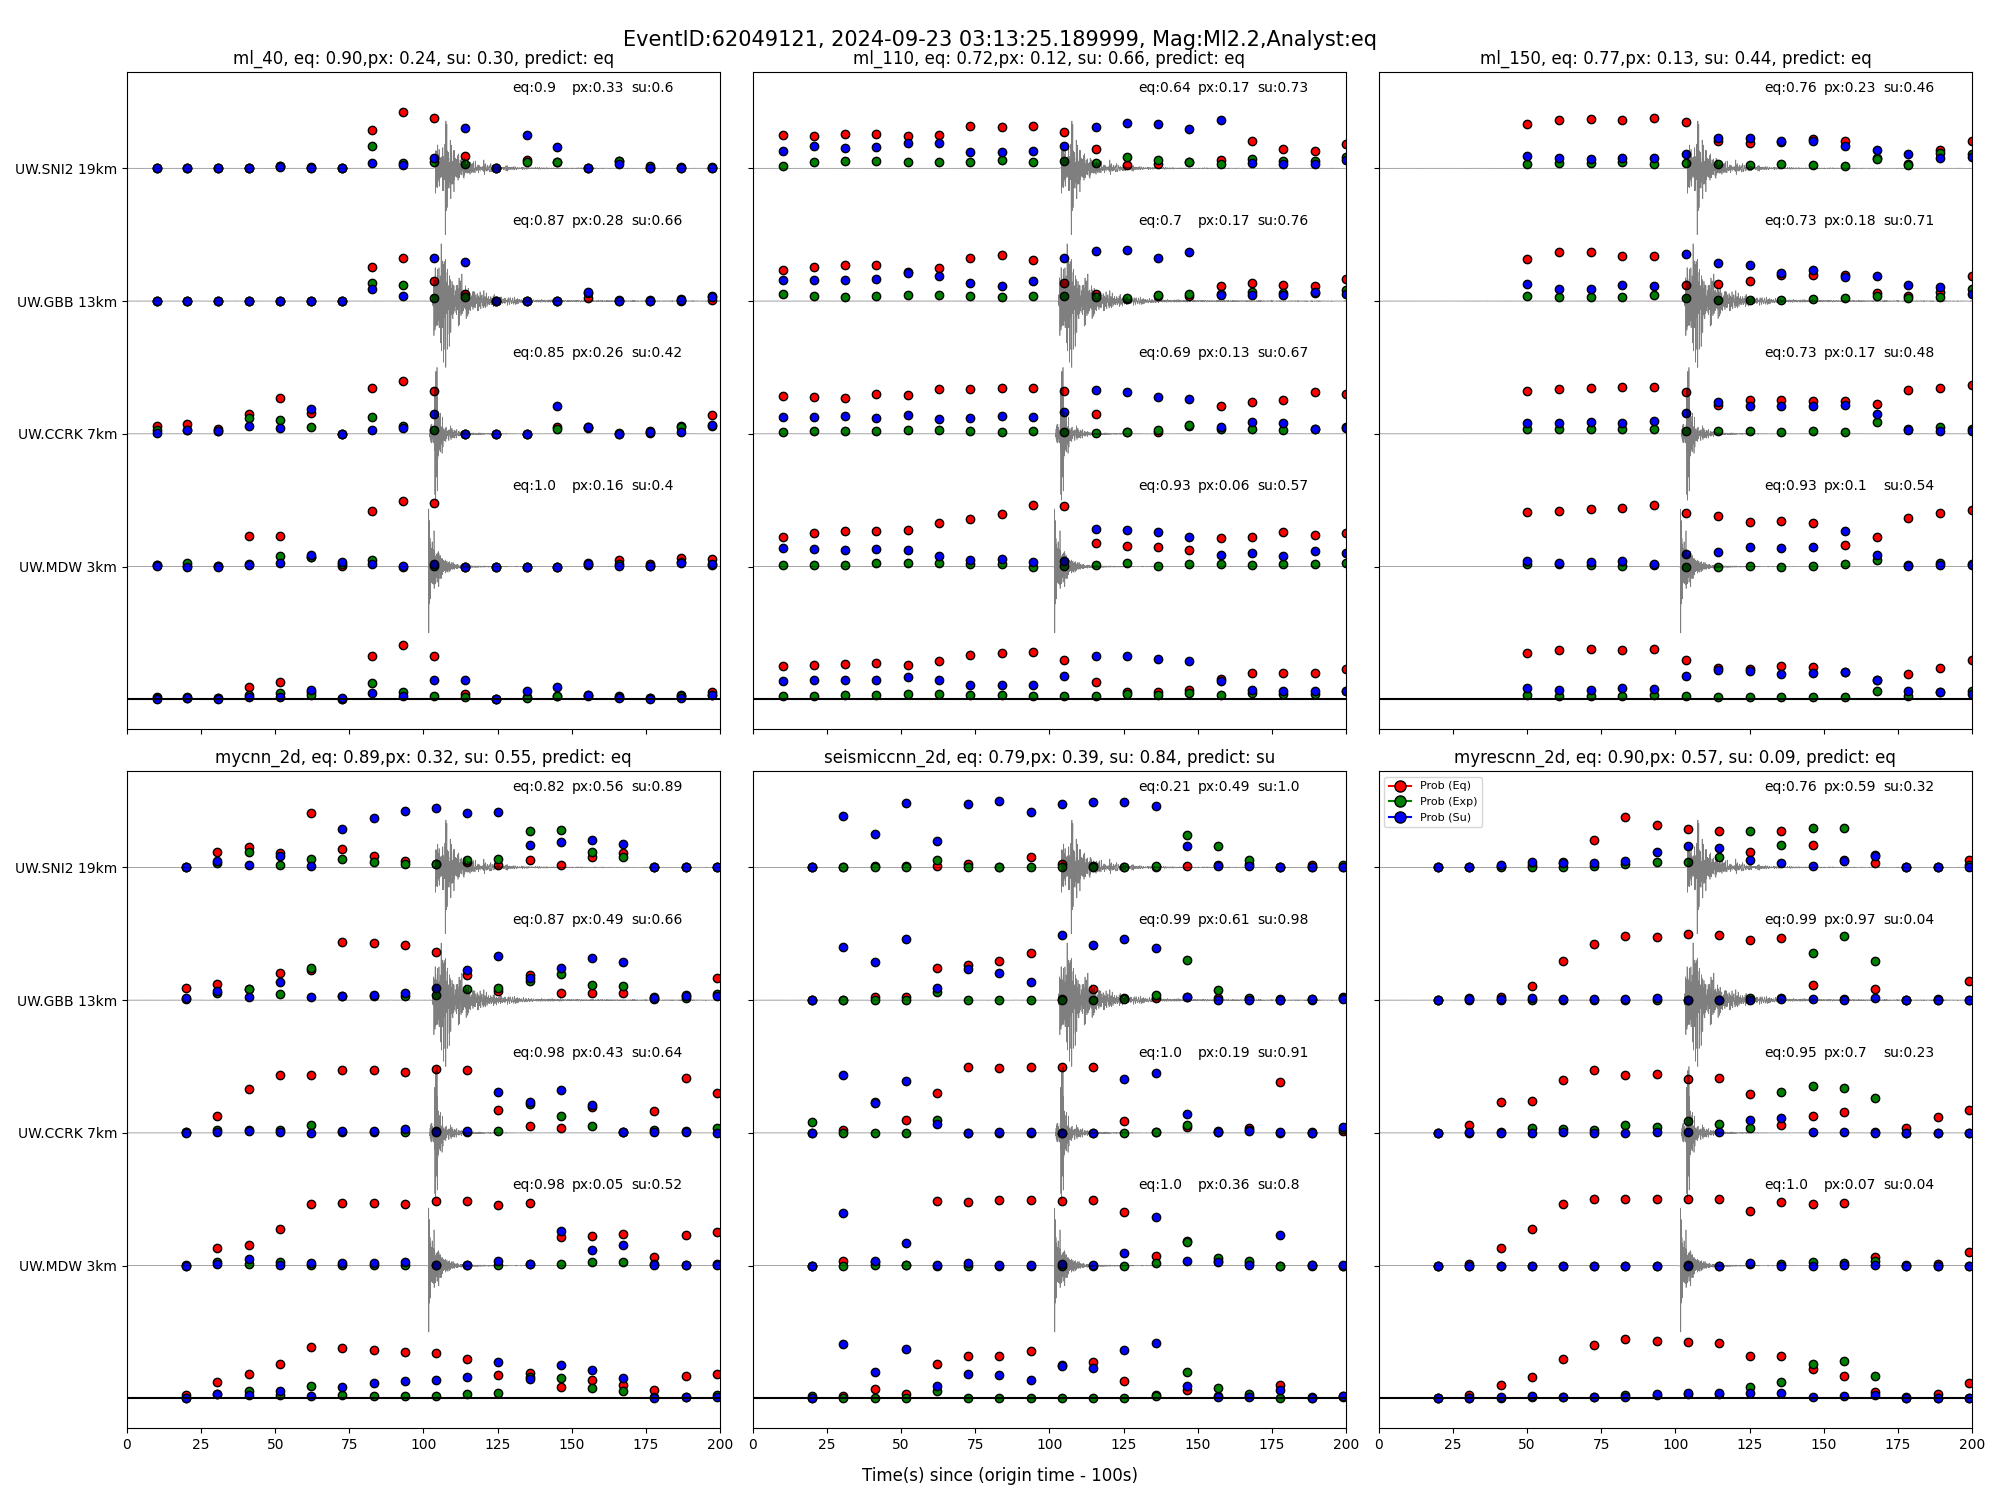 EventID:62049121, 2024-09-23 03:13:25.189999, Mag:Ml2.2,Analyst:eq
ml_40, eq: 0.90,px: 0.24, su: 0.30, predict: eq
eq:0.9 px:0.33 su:0.6
UW.SNI2 19km
eq:0.87 px:0.28 su:0.66
UW.GBB 13km
eq:0.85 px:0.26 su:0.42
UW.CCRK 7km
eq:1.0 px:0.16 su:0.4
UW.MDW 3km
ml_110, eq: 0.72,px: 0.12, su: 0.66, predict: eq
eq:0.64 px:0.17 su:0.73
eq:0.7 px:0.17 su:0.76
eq:0.69 px:0.13 su:0.67
eq:0.93 px:0.06 su:0.57
ml_150, eq: 0.77,px: 0.13, su: 0.44, predict: eq
eq:0.76 px:0.23 su:0.46
eq:0.73 px:0.18 su:0.71
eq:0.73 px:0.17 su:0.48
eq:0.93 px:0.1 su:0.54
mycnn_2d, eq: 0.89,px: 0.32, su: 0.55, predict: eq
eq:0.82 px:0.56 su:0.89
UW.SNI2 19km
eq:0.87 px:0.49 su:0.66
UW.GBB 13km
eq:0.98 px:0.43 su:0.64
UW.CCRK 7km
eq:0.98 px:0.05 su:0.52
UW.MDW 3km
0 25 50 75 100 125 150 175 200
seismiccnn_2d, eq: 0.79,px: 0.39, su: 0.84, predict: su
eq:0.21 px:0.49 su:1.0
eq:0.99 px:0.61 su:0.98
eq:1.0 px:0.19 su:0.91
eq:1.0 px:0.36 su:0.8
0 25 50 75 100 125 150 175 200
myrescnn_2d, eq: 0.90,px: 0.57, su: 0.09, predict: eq
Prob (Eq)
Prob (Exp)
Prob (Su)
eq:0.76 px:0.59 su:0.32
eq:0.99 px:0.97 su:0.04
eq:0.95 px:0.7 su:0.23
eq:1.0 px:0.07 su:0.04
0 25 50 75 100 125 150 175 200
Time(s) since (origin time - 100s)